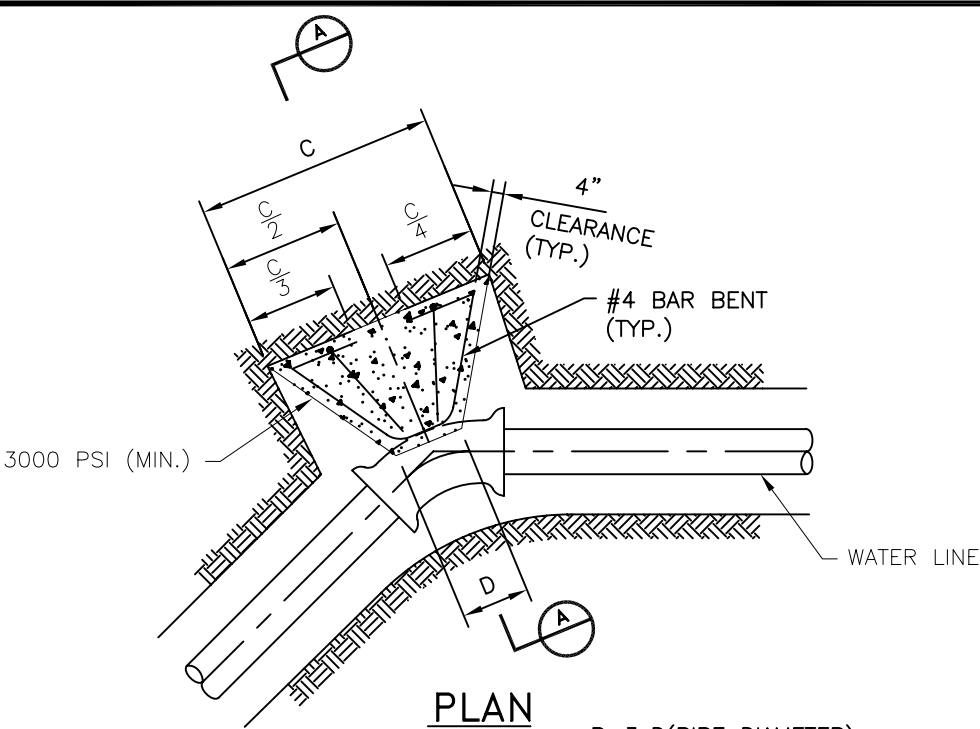 A
C
C/2
C/3
C/4
4”
CLEARANCE
(TYP.)
#4 BAR BENT
(TYP.)
3000 PSI (MIN.)
WATER LINE
D
A
PLAN